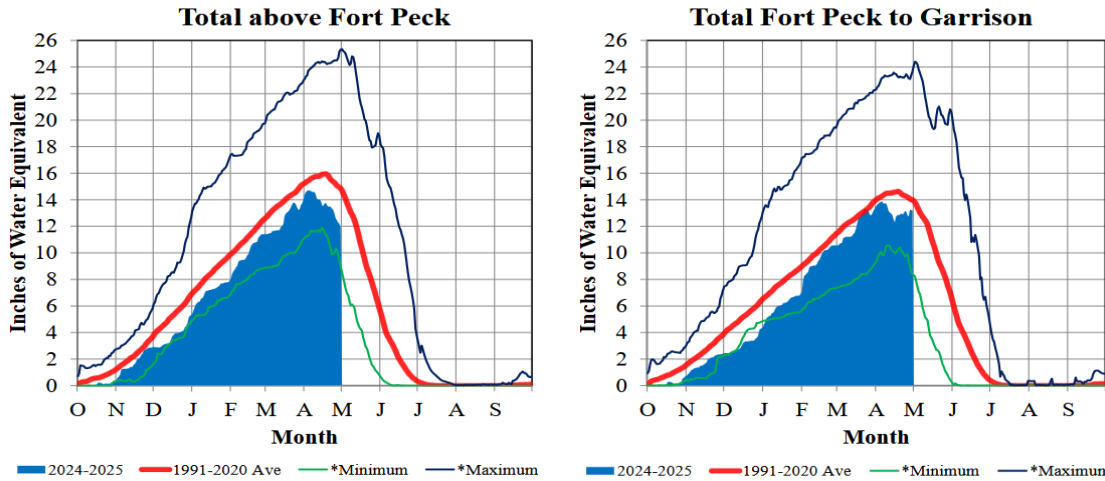 Total above Fort Peck
Inches of Water Equivalent
26
24
22
20
18
16
14
12
10
8
6
4
2
0
O N D J F M A M J J A S
Month
2024-2025 1991-2020 Ave *Minimum *Maximum
Total Fort Peck to Garrison
Inches of Water Equivalent
26
24
22
20
18
16
14
12
10
8
6
4
2
0
O N D J F M A M J J A S
Month
2024-2025 1991-2020 Ave *Minimum *Maximum